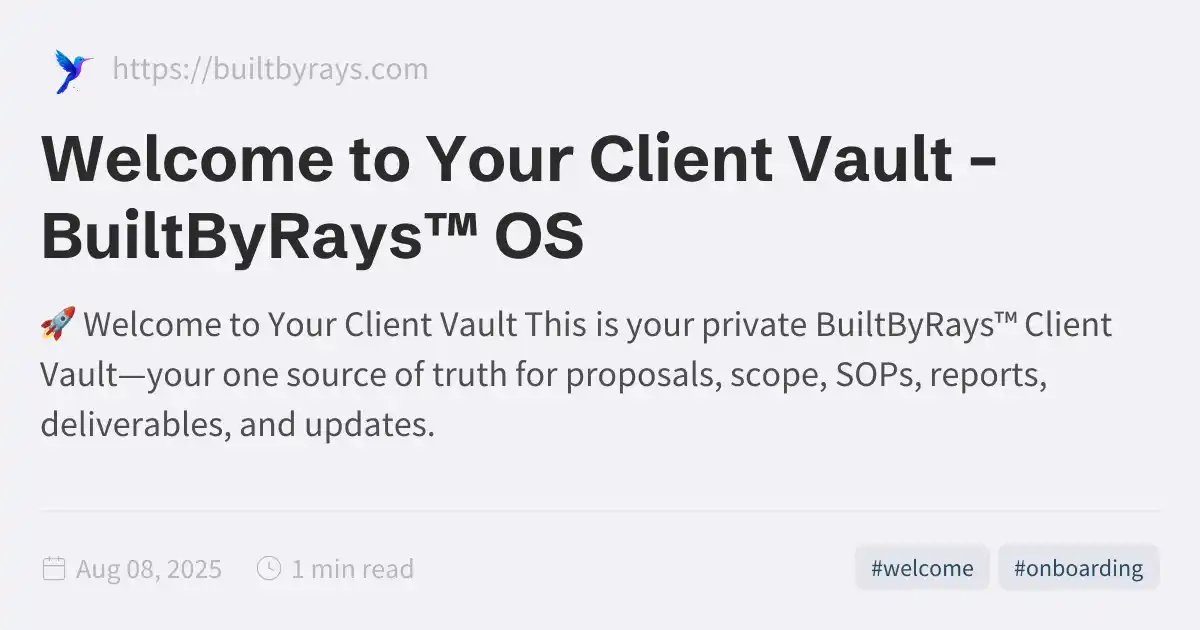 https://builtbyrays.com
Welcome to Your Client Vault –
BuiltByRays™ OS
🚀 Welcome to Your Client Vault This is your private BuiltByRays™ Client
Vault—your one source of truth for proposals, scope, SOPs, reports,
deliverables, and updates.
Aug 08, 2025 1 min read #welcome #onboarding